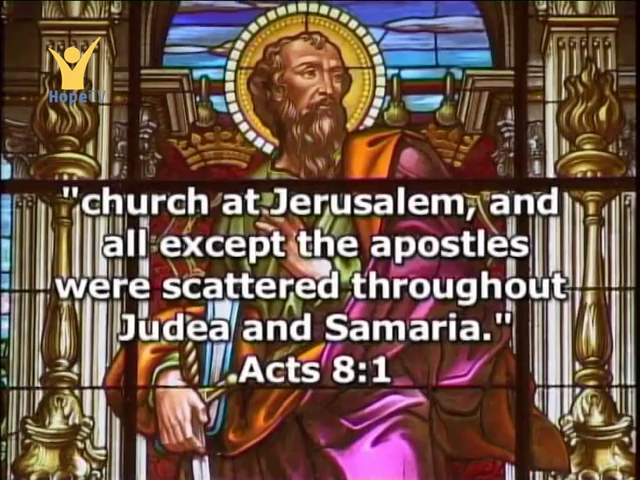 HopeTV
"church at Jerusalem, and
all except the apostles
were scattered throughout
Judea and Samaria."
Acts 8:1